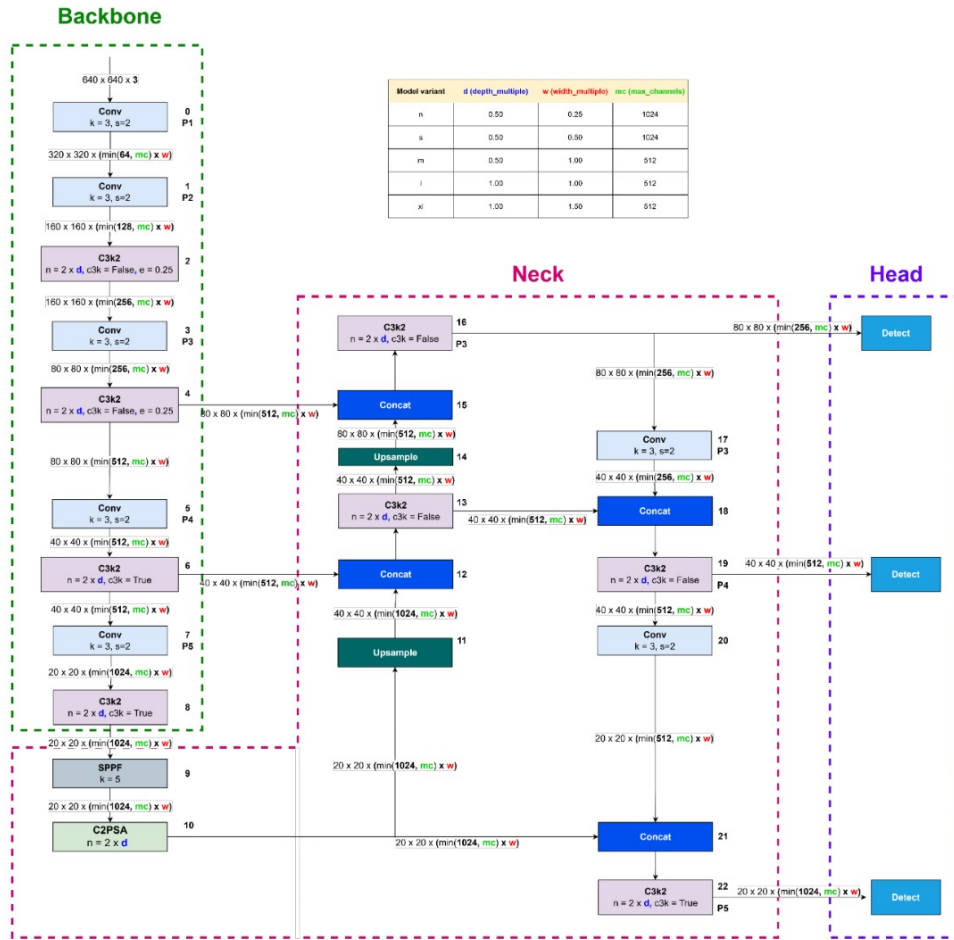 Backbone
640 x 640 x 3
Conv
k = 3, s=2
0
P1
320 x 320 x (min(64, mc) x w)
Conv
k = 3, s=2
1
P2
160 x 160 x (min(128, mc) x w)
C3k2
n = 2 x d, c3k = False, e = 0.25
2
160 x 160 x (min(256, mc) x w)
Conv
k = 3, s=2
3
P3
80 x 80 x (min(256, mc) x w)
C3k2
n = 2 x d, c3k = False, e = 0.25
4
80 x 80 x (min(512, mc) x w)
80 x 80 x (min(512, mc) x w)
Conv
k = 3, s=2
5
P4
40 x 40 x (min(512, mc) x w)
C3k2
n = 2 x d, c3k = True
6
40 x 40 x (min(512, mc) x w)
40 x 40 x (min(512, mc) x w)
Conv
k = 3, s=2
7
P5
20 x 20 x (min(1024, mc) x w)
C3k2
n = 2 x d, c3k = True
8
20 x 20 x (min(1024, mc) x w)
SPPF
k = 5
9
20 x 20 x (min(1024, mc) x w)
C2PSA
n = 2 x d
10
Model variant d (depth_multiple) w (width_multiple) mc (max_channels)
n 0.50 0.25 1024
s 0.50 0.50 1024
m 0.50 1.00 512
l 1.00 1.00 512
xl 1.00 1.50 512
Neck
C3k2
n = 2 x d, c3k = False
16
P3
Concat
15
80 x 80 x (min(512, mc) x w)
Upsample
14
40 x 40 x (min(512, mc) x w)
C3k2
n = 2 x d, c3k = False
13
40 x 40 x (min(512, mc) x w)
Concat
12
40 x 40 x (min(1024, mc) x w)
Upsample
11
20 x 20 x (min(1024, mc) x w)
20 x 20 x (min(1024, mc) x w)
80 x 80 x (min(256, mc) x w)
80 x 80 x (min(256, mc) x w)
Conv
k = 3, s=2
17
P3
40 x 40 x (min(256, mc) x w)
Concat
18
C3k2
n = 2 x d, c3k = False
19
P4
40 x 40 x (min(512, mc) x w)
40 x 40 x (min(512, mc) x w)
Conv
k = 3, s=2
20
20 x 20 x (min(512, mc) x w)
Concat
21
C3k2
n = 2 x d, c3k = True
22
P5
20 x 20 x (min(1024, mc) x w)
Head
Detect
Detect
Detect